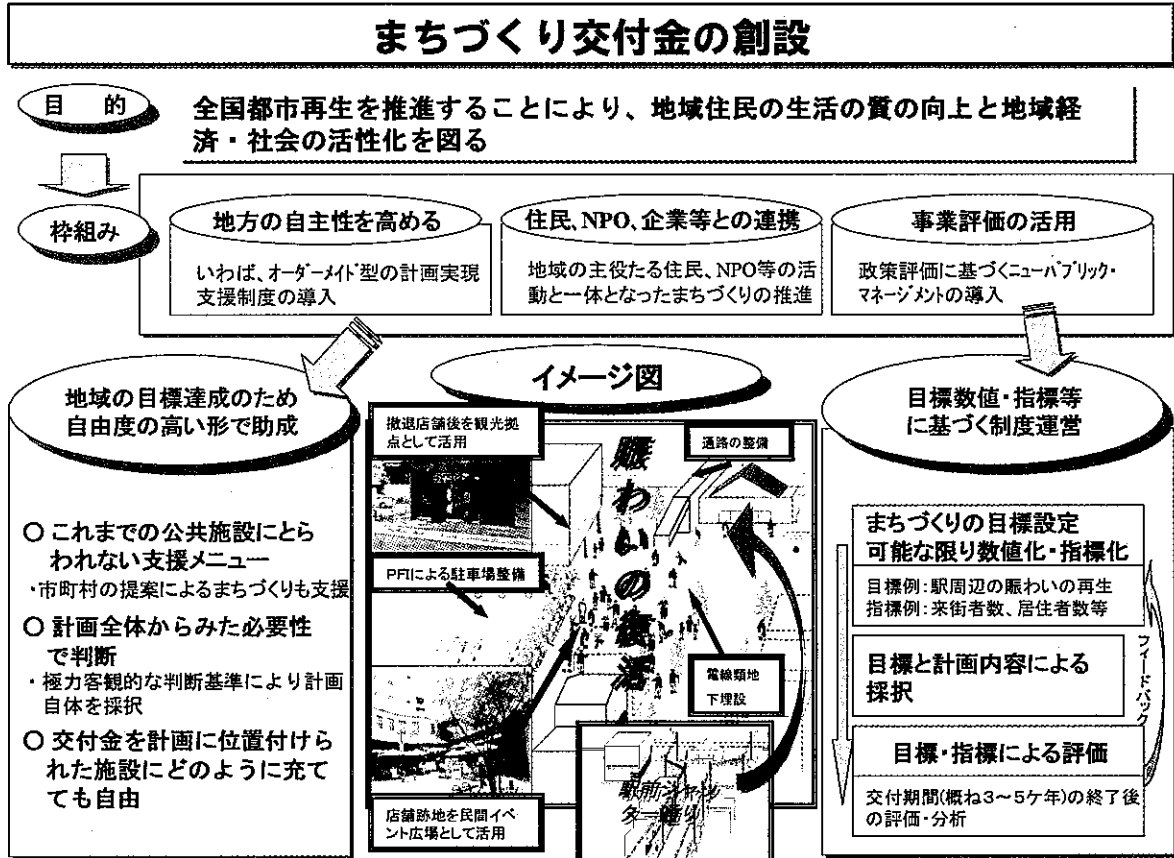 まちづくり交付金の創設
目 的
全国都市再生を推進することにより、地域住民の生活の質の向上と地域経
済・社会の活性化を図る
枠組み
地方の自主性を高める
いわば、オーダーメイド型の計画実現
支援制度の導入
住民、NPO、企業等との連携
地域の主役たる住民、NPO等の活
動と一体となったまちづくりの推進
事業評価の活用
政策評価に基づくニューパブリック・
マネージメントの導入
地域の目標達成のため
自由度の高い形で助成
○ これまでの公共施設にとら
われない支援メニュー
・市町村の提案によるまちづくりも支援
○ 計画全体からみた必要性
で判断
・極力客観的な判断基準により計画
自体を採択
○ 交付金を計画に位置付けら
れた施設にどのように充て
ても自由
イメージ図
撤退店舗後を観光拠
点として活用
通路の整備
賑わいの復活
PFIによる駐車場整備
電線類地
下埋設
駅前シャッ
ター通り
店舗跡地を民間イベ
ント広場として活用
目標数値・指標等
に基づく制度運営
まちづくりの目標設定
可能な限り数値化・指標化
目標例：駅周辺の賑わいの再生
指標例：来街者数、居住者数等
目標と計画内容による
採択
フィードバック
目標・指標による評価
交付期間(概ね3～5ケ年)の終了後
の評価・分析